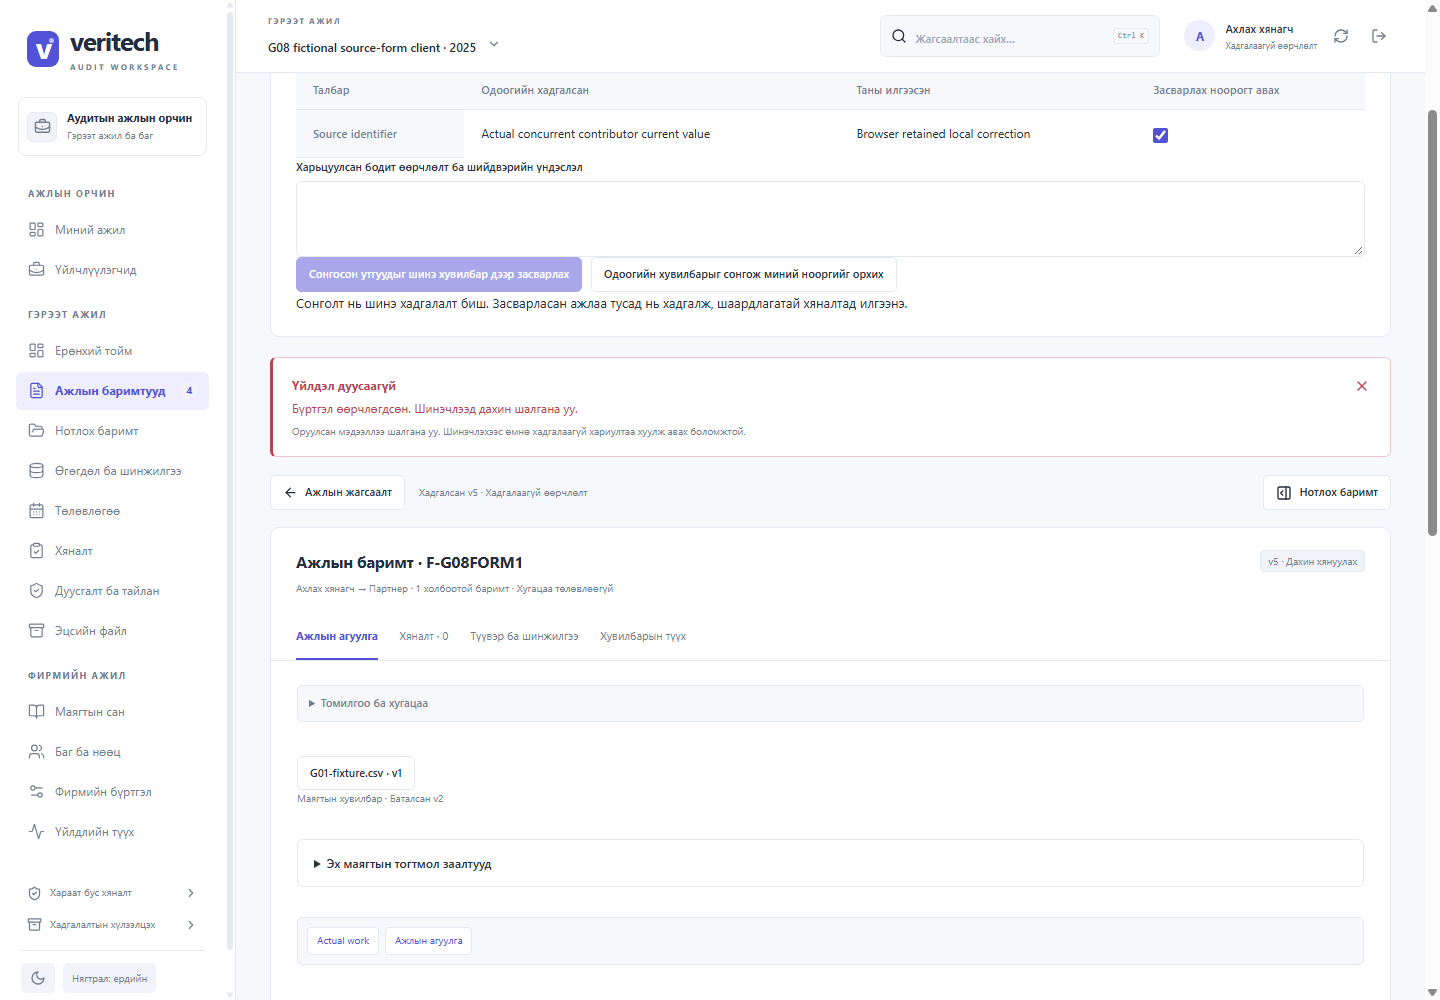 veritech
AUDIT WORKSPACE
Аудитын ажлын орчин
Гэрээт ажил ба баг
АЖЛЫН ОРЧИН
Миний ажил
Үйлчлүүлэгчид
ГЭРЭЭТ АЖИЛ
Ерөнхий тойм
Ажлын баримтууд 4
Нотлох баримт
Өгөгдөл ба шинжилгээ
Төлөвлөгөө
Хяналт
Дуусгалт ба тайлан
Эцсийн файл
ФИРМИЙН АЖИЛ
Маягтын сан
Баг ба нөөц
Фирмийн бүртгэл
Үйлдлийн түүх
Хараат бус хяналт
Хадгалалтын хүлээлцэх
Нягтрал: ердийн
ГЭРЭЭТ АЖИЛ
G08 fictional source-form client · 2025
Жагсаалтаас хайх...
Ctrl K
А
Ахлах хянагч
Хадгалаагүй өөрчлөлт
Талбар Одоогийн хадгалсан Таны илгээсэн Засварлах ноорогт авах
Source identifier Actual concurrent contributor current value Browser retained local correction
Харьцуулсан бодит өөрчлөлт ба шийдвэрийн үндэслэл
Сонгосон утгуудыг шинэ хувилбар дээр засварлах Одоогийн хувилбарыг сонгож миний нооргийг орхих
Сонголт нь шинэ хадгалалт биш. Засварласан ажлаа тусад нь хадгалж, шаардлагатай хяналтад илгээнэ.
Үйлдэл дуусаагүй
Бүртгэл өөрчлөгдсөн. Шинэчлээд дахин шалгана уу.
Оруулсан мэдээллээ шалгана уу. Шинэчлэхээс өмнө хадгалаагүй хариултаа хуулж авах боломжтой.
Ажлын жагсаалт Хадгалсан v5 · Хадгалаагүй өөрчлөлт Нотлох баримт
Ажлын баримт · F-G08FORM1
v5 · Дахин хянуулах
Ахлах хянагч → Партнер · 1 холбоотой баримт · Хугацаа төлөвлөөгүй
Ажлын агуулга Хяналт · 0 Түүвэр ба шинжилгээ Хувилбарын түүх
Томилгоо ба хугацаа
G01-fixture.csv · v1
Маягтын хувилбар · Баталсан v2
Эх маягтын тогтмол заалтууд
Actual work Ажлын агуулга